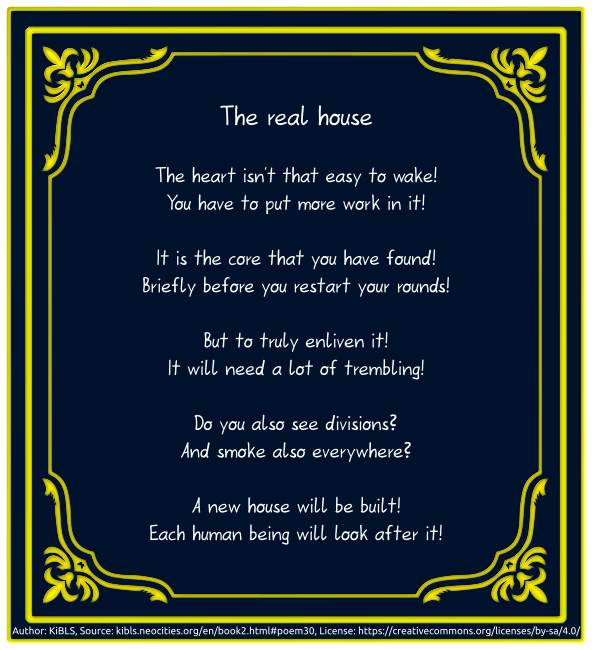 The real house
The heart isn't that easy to wake!
You have to put more work in it!
It is the core that you have found!
Briefly before you restart your rounds!
But to truly enliven it!
It will need a lot of trembling!
Do you also see divisions?
And smoke also everywhere?
A new house will be built!
Each human being will look after it!
Author: KiBLS, Source: kibls.neocities.org/en/book2.html#poem30, License: https://creativecommons.org/licenses/by-sa/4.0/